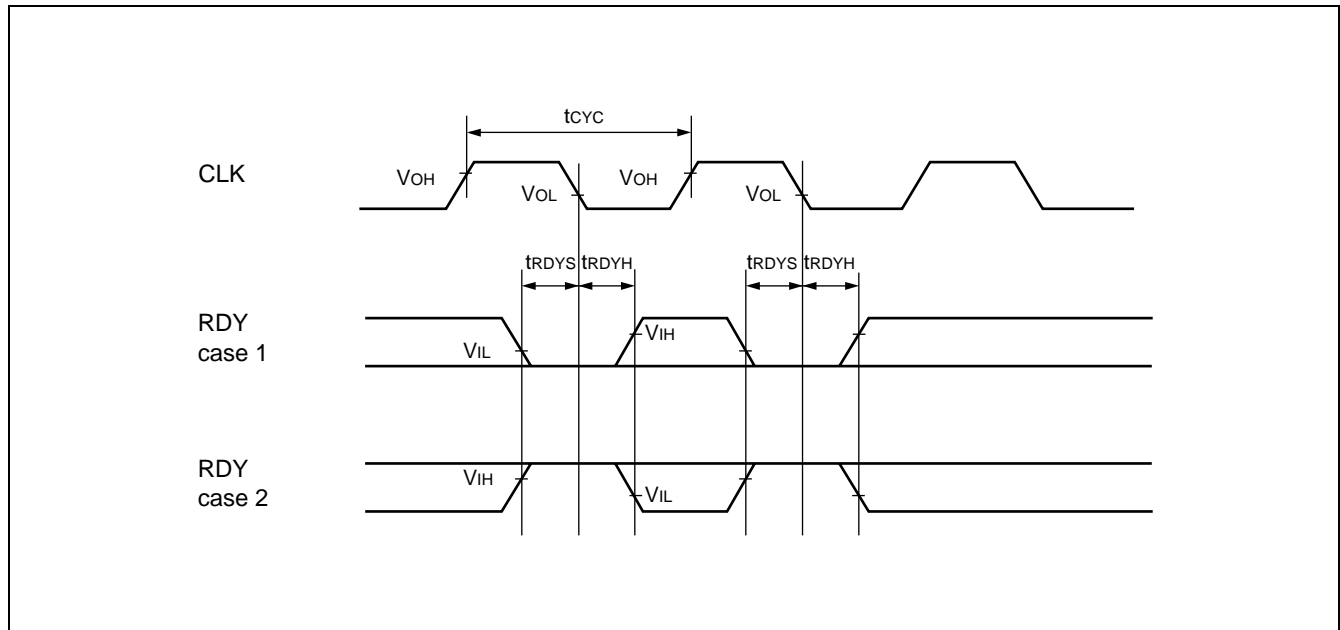 tCYC
CLK
VOH
VOL
VOH
VOL
tRDYS
tRDYH
tRDYS
tRDYH
RDY
case 1
VIL
VIH
RDY
case 2
VIH
VIL